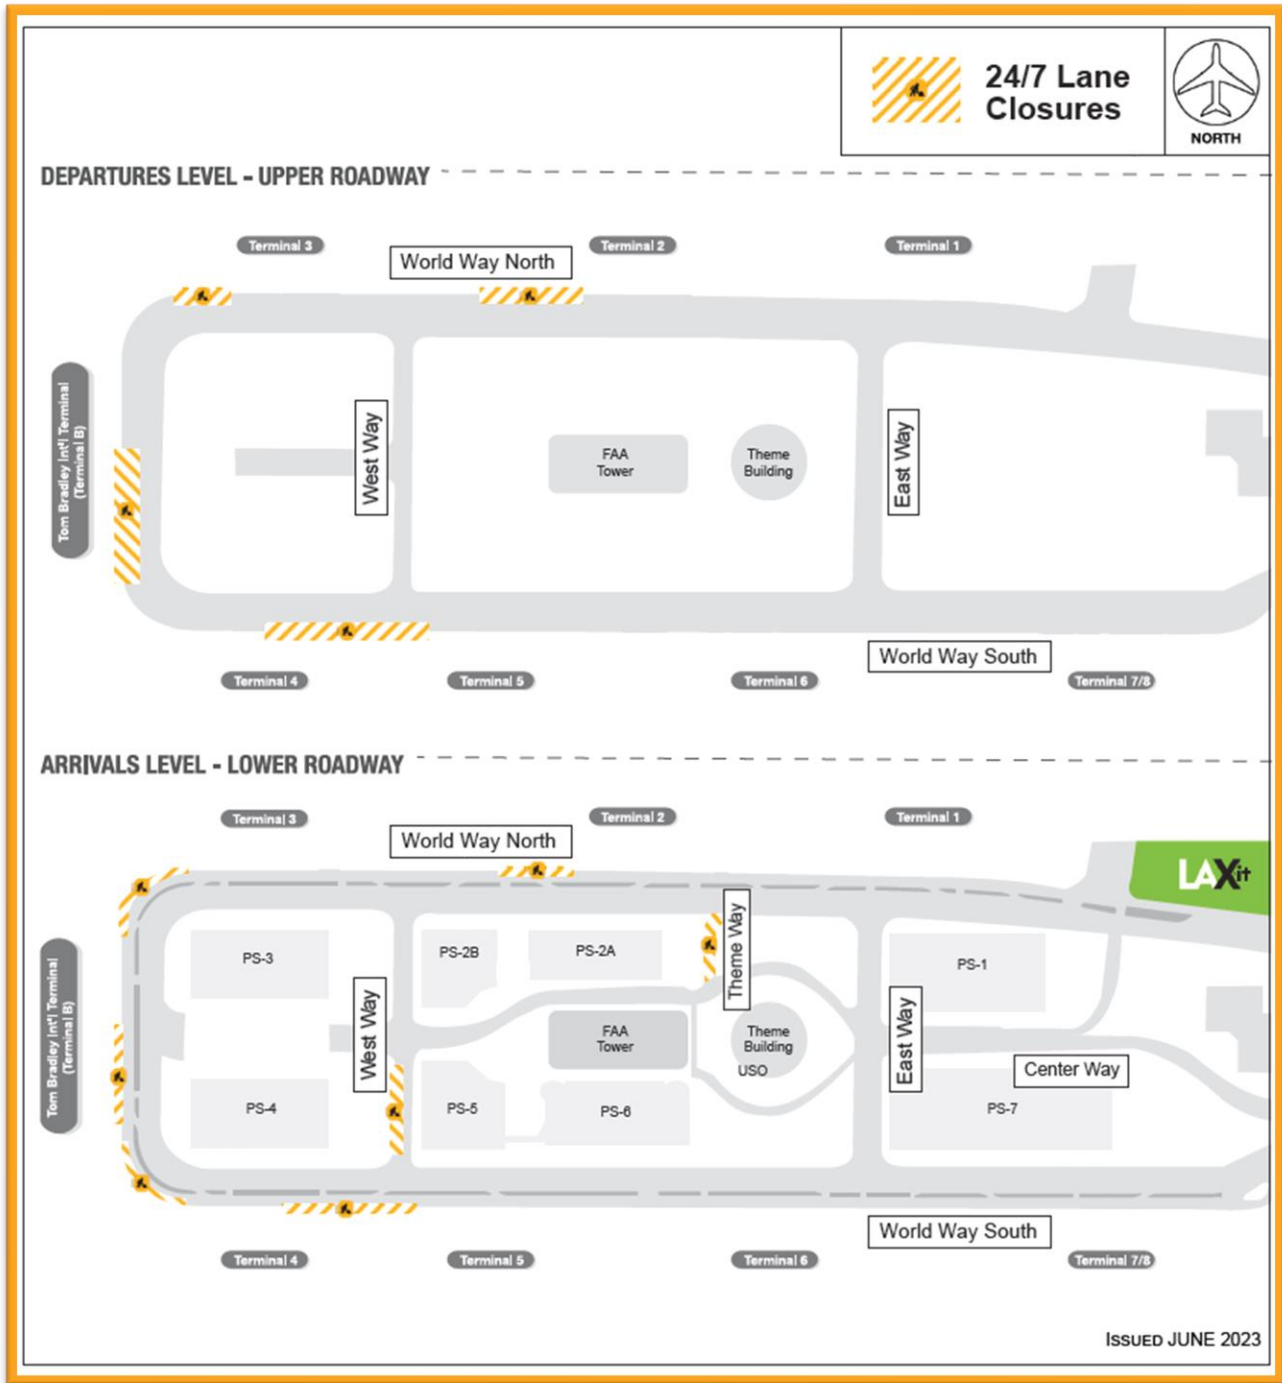 24/7 Lane
Closures
NORTH
DEPARTURES LEVEL - UPPER ROADWAY
Terminal 3
World Way North
Terminal 2
Terminal 1
Tom Bradley Int'l Terminal
(Terminal B)
West Way
FAA
Tower
Theme
Building
East Way
World Way South
Terminal 4
Terminal 5
Terminal 6
Terminal 7/8
ARRIVALS LEVEL - LOWER ROADWAY
Terminal 3
World Way North
Terminal 2
Terminal 1
LAXit
Tom Bradley Int'l Terminal
(Terminal B)
PS-3
PS-2B
PS-2A
Theme Way
PS-1
West Way
FAA
Tower
Theme
Building
USO
East Way
Center Way
PS-4
PS-5
PS-6
PS-7
World Way South
Terminal 4
Terminal 5
Terminal 6
Terminal 7/8
ISSUED JUNE 2023